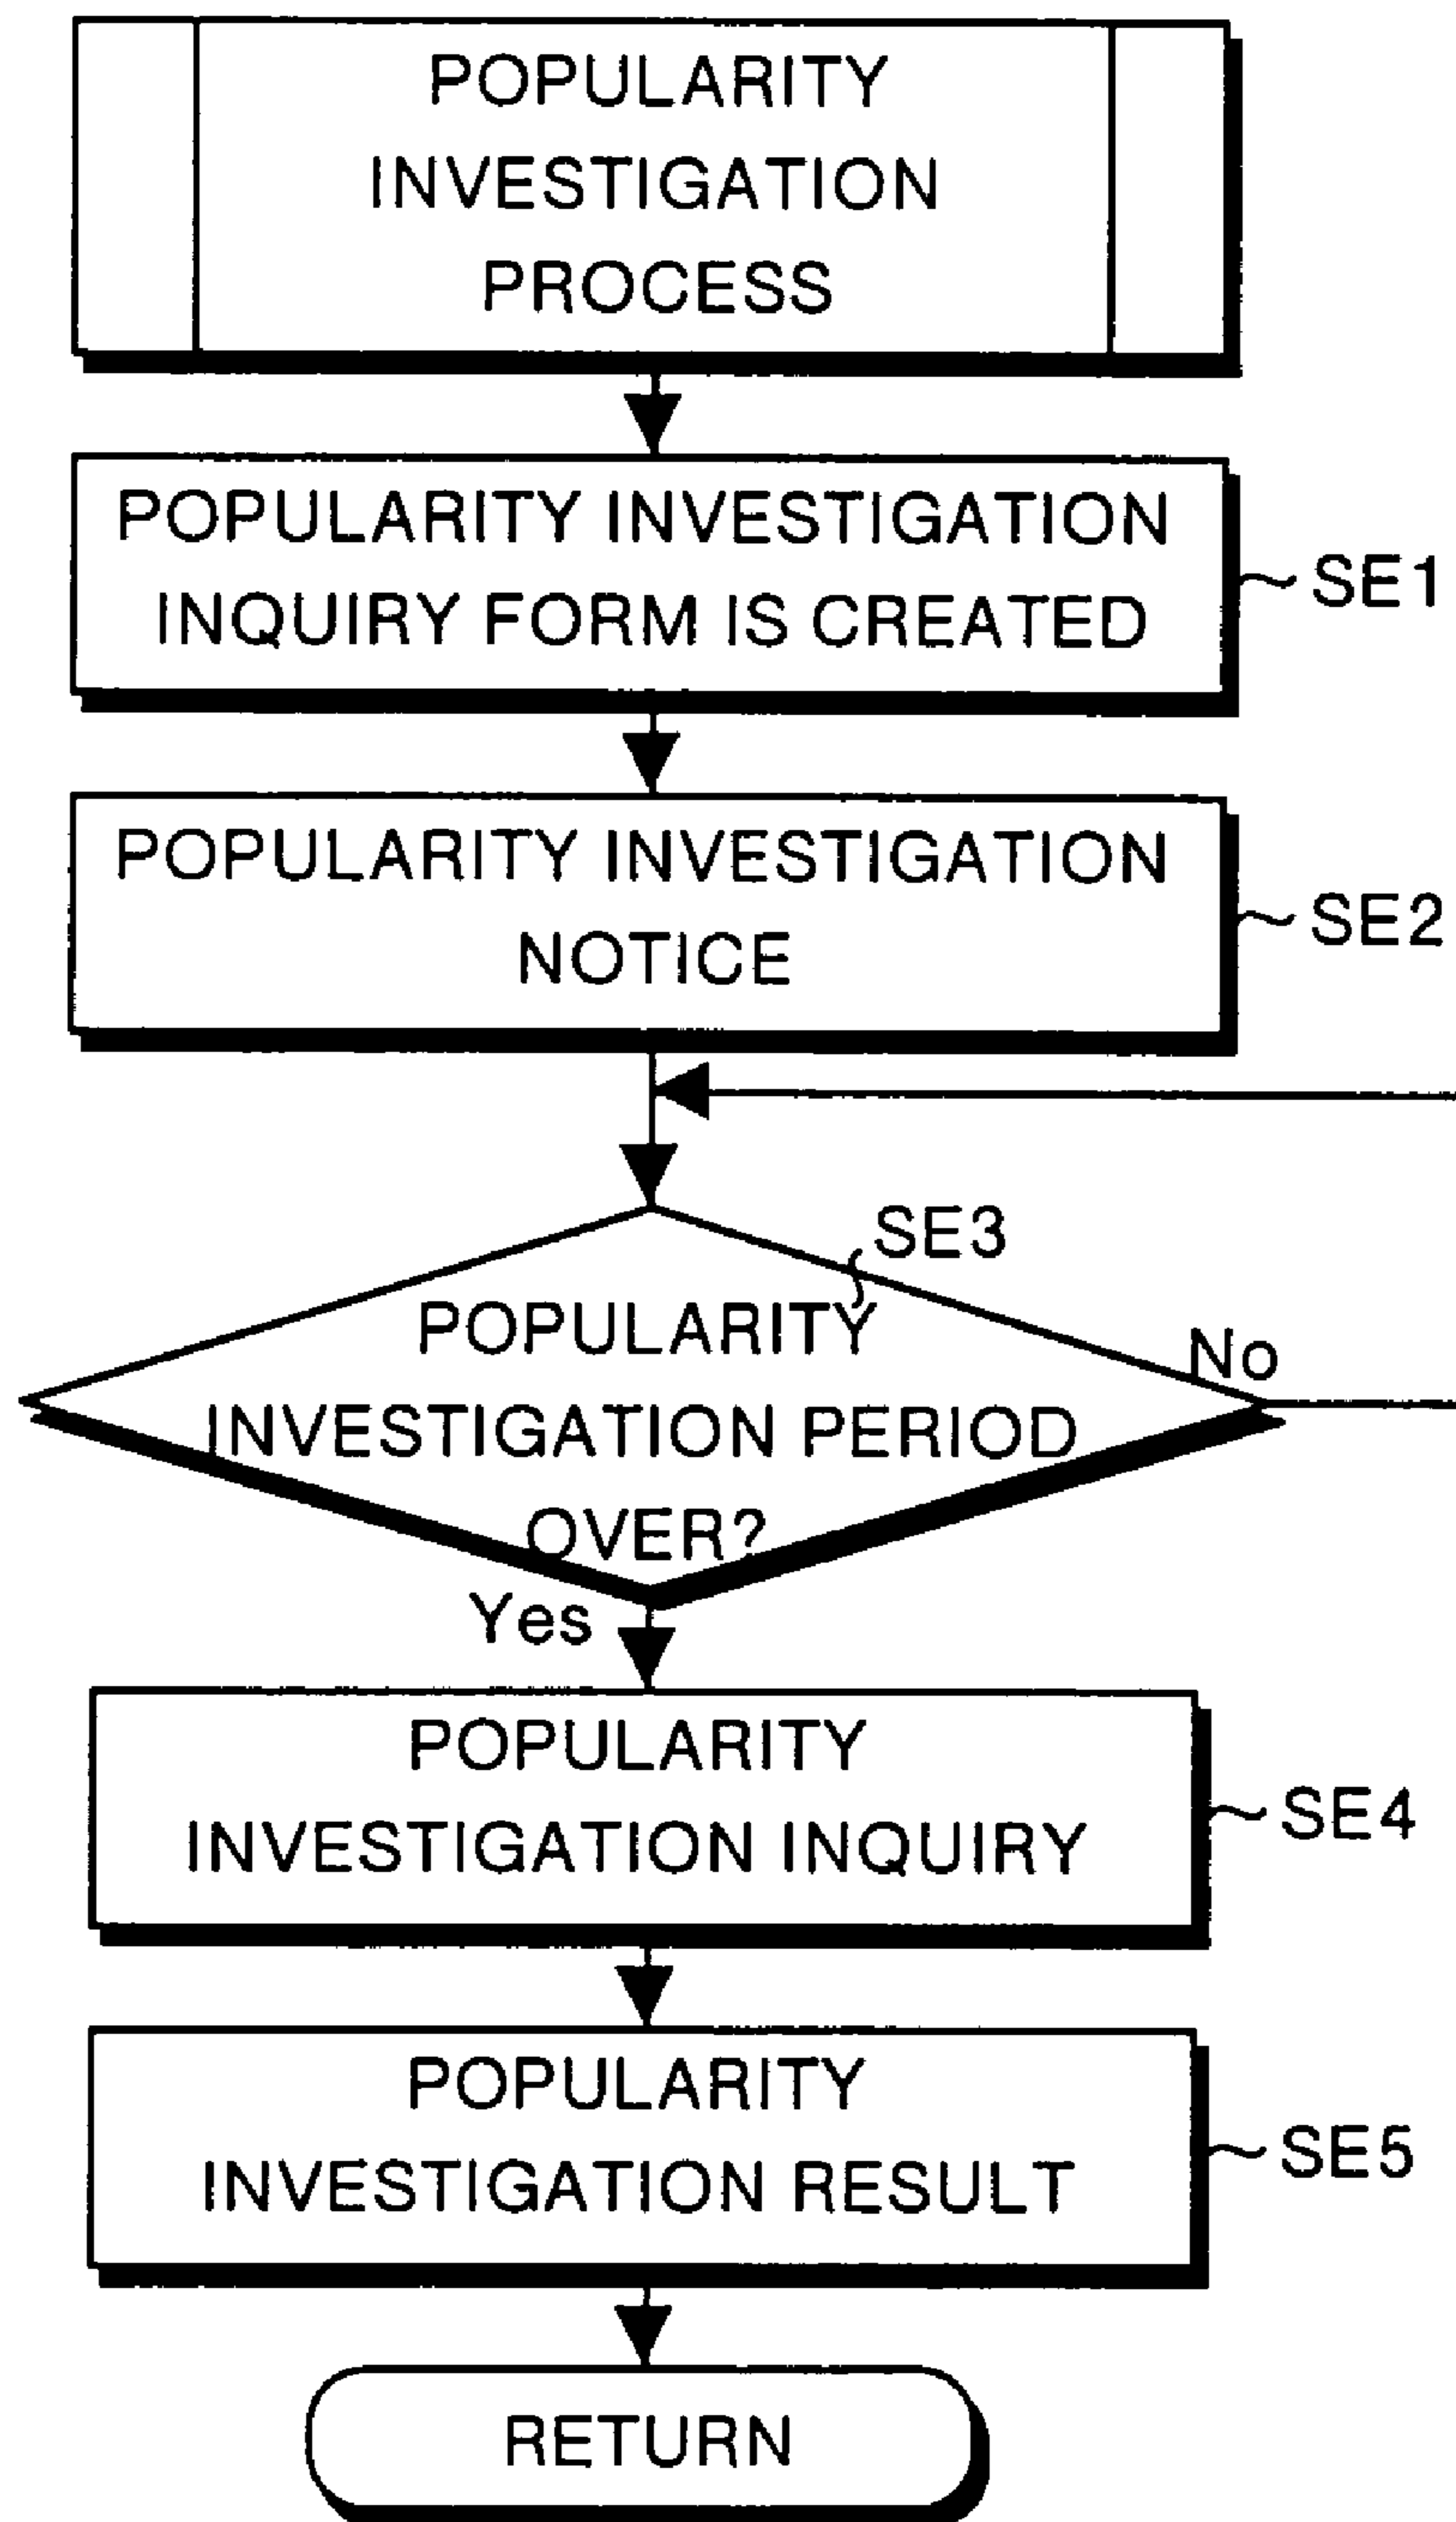 POPULARITY
INVESTIGATION
PROCESS
POPULARITY INVESTIGATION
INQUIRY FORM IS CREATED
SE1
POPULARITY INVESTIGATION
NOTICE
SE2
SE3
POPULARITY
INVESTIGATION PERIOD
OVER?
No
Yes
POPULARITY
INVESTIGATION INQUIRY
SE4
POPULARITY
INVESTIGATION RESULT
SE5
RETURN